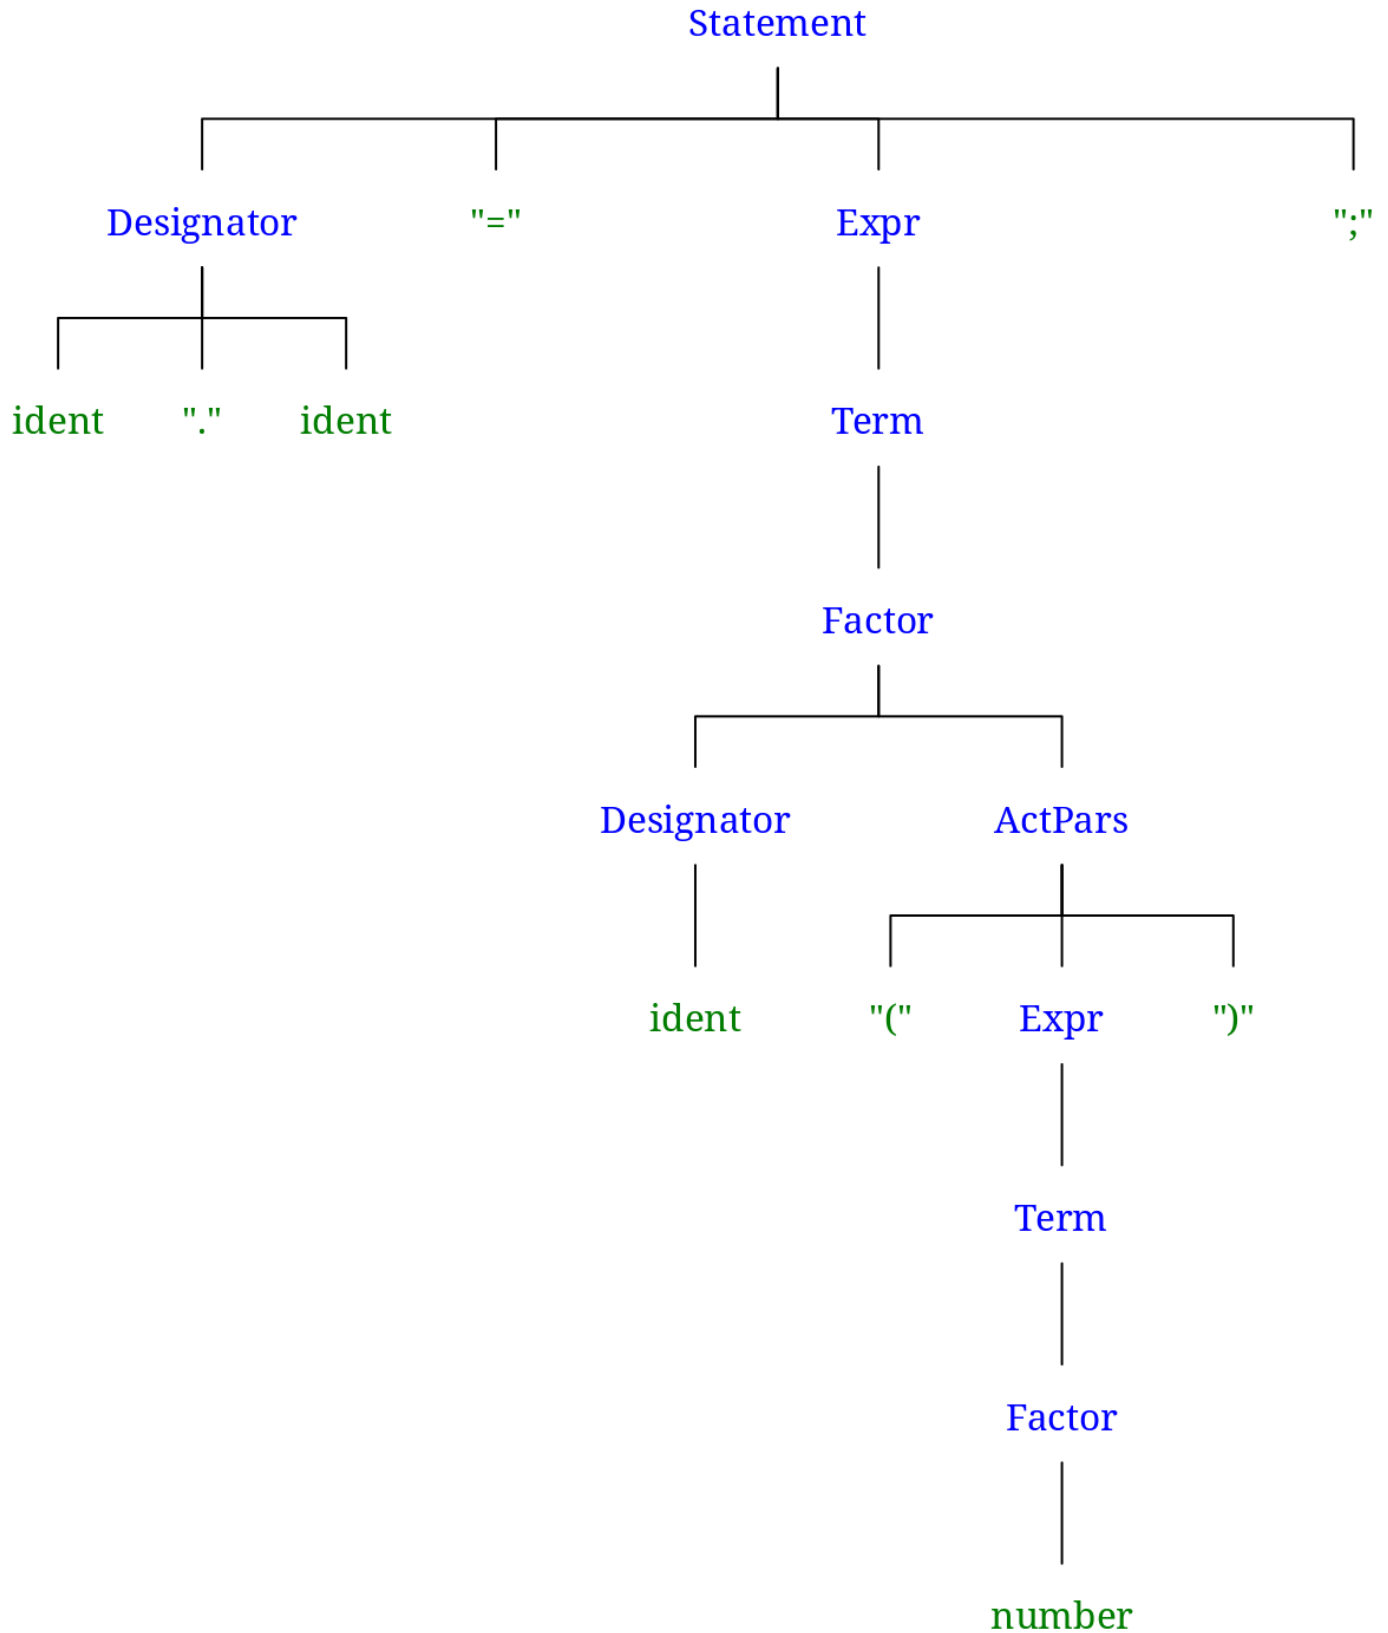 Statement
Designator "=" Expr ";"
ident "." ident Term
Factor
Designator ActPars
ident "(" Expr ")"
Term
Factor
number